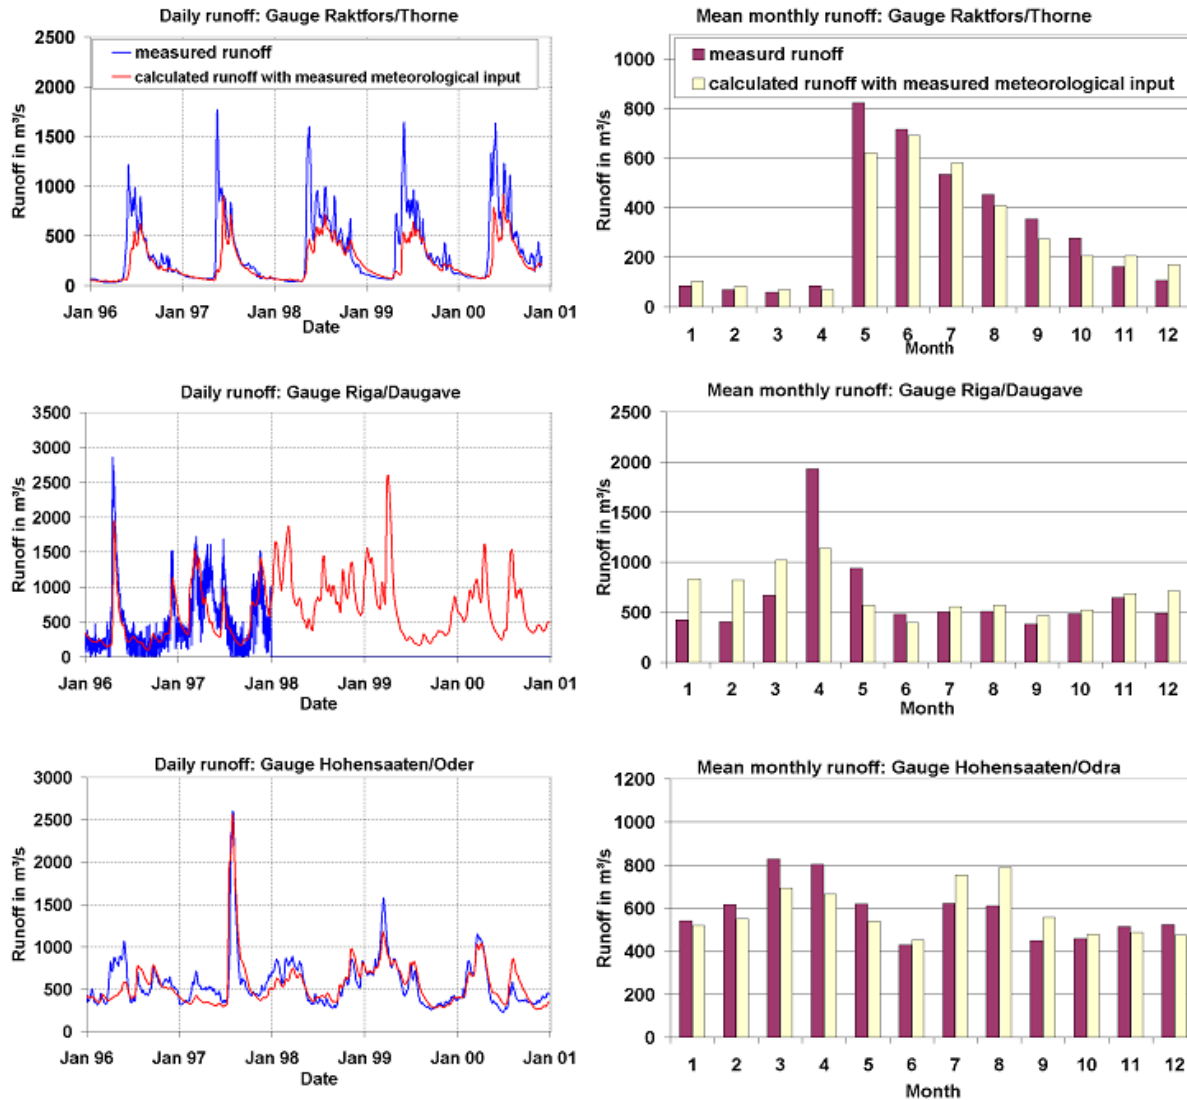 Daily runoff: Gauge Raktfors/Thorne
2500
2000
1500
1000
500
0
Runoff in m³/s
measured runoff
calculated runoff with measured meteorological input
Jan 96 Jan 97 Jan 98 Jan 99 Jan 00 Jan 01
Date
Mean monthly runoff: Gauge Raktfors/Thorne
1000
800
600
400
200
0
Runoff in m³/s
measurd runoff
calculated runoff with measured meteorological input
1 2 3 4 5 6 7 8 9 10 11 12
Month
Daily runoff: Gauge Riga/Daugave
3500
3000
2500
2000
1500
1000
500
0
Runoff in m³/s
Jan 96 Jan 97 Jan 98 Jan 99 Jan 00 Jan 01
Date
Mean monthly runoff: Gauge Riga/Daugave
2500
2000
1500
1000
500
0
Runoff in m³/s
1 2 3 4 5 6 7 8 9 10 11 12
Month
Daily runoff: Gauge Hohensaaten/Oder
3000
2500
2000
1500
1000
500
0
Runoff in m³/s
Jan 96 Jan 97 Jan 98 Jan 99 Jan 00 Jan 01
Date
Mean monthly runoff: Gauge Hohensaaten/Odra
1200
1000
800
600
400
200
0
Runoff in m³/s
1 2 3 4 5 6 7 8 9 10 11 12
Month